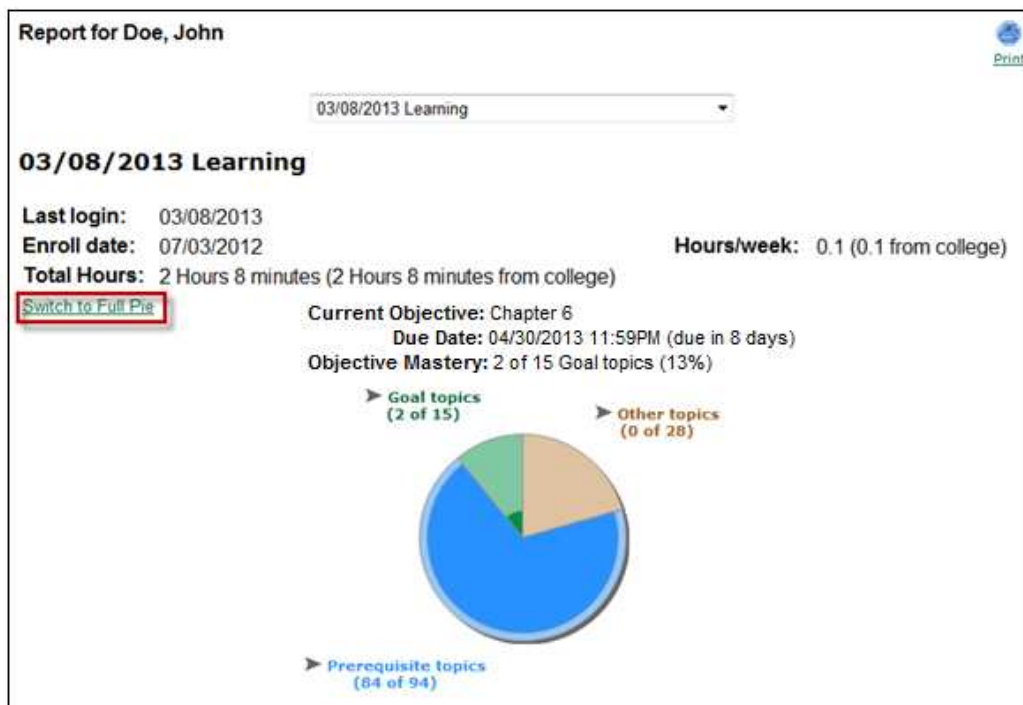 Report for Doe, John
Print
03/08/2013 Learning
03/08/2013 Learning
Last login: 03/08/2013
Enroll date: 07/03/2012 Hours/week: 0.1 (0.1 from college)
Total Hours: 2 Hours 8 minutes (2 Hours 8 minutes from college)
Switch to Full Pie
Current Objective: Chapter 6
Due Date: 04/30/2013 11:59PM (due in 8 days)
Objective Mastery: 2 of 15 Goal topics (13%)
Goal topics
(2 of 15)
Other topics
(0 of 28)
Prerequisite topics
(84 of 94)